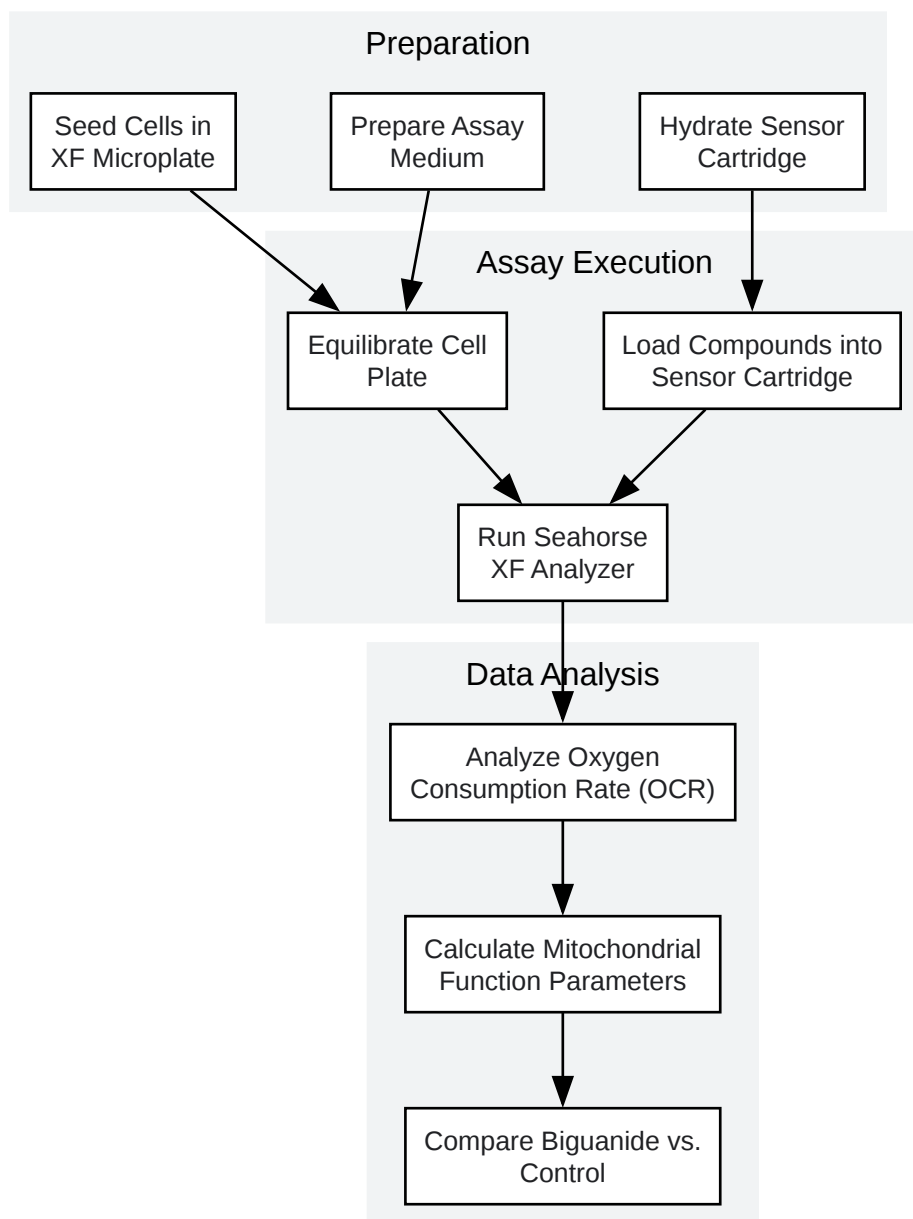 Preparation
Seed Cells in
XF Microplate
Prepare Assay
Medium
Hydrate Sensor
Cartridge
Assay Execution
Equilibrate Cell
Plate
Load Compounds into
Sensor Cartridge
Run Seahorse
XF Analyzer
Data Analysis
Analyze Oxygen
Consumption Rate (OCR)
Calculate Mitochondrial
Function Parameters
Compare Biguanide vs.
Control